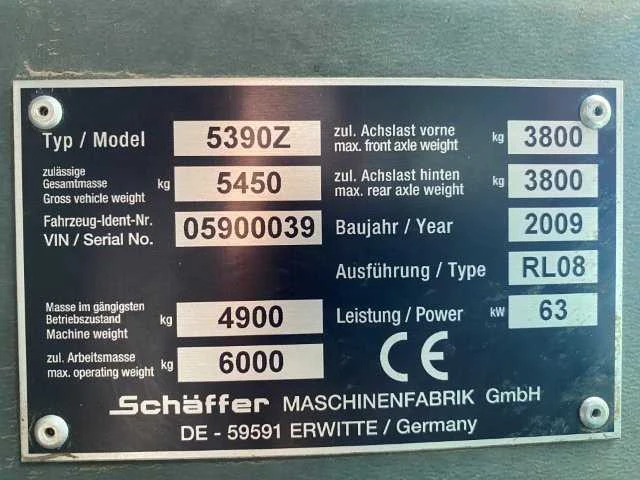 Typ / Model 5390Z
zulässige
Gesamtmasse
Gross vehicle weight kg 5450
Fahrzeug-Ident-Nr.
VIN / Serial No. 05900039
Masse im gängigsten
Betriebszustand
Machine weight kg 4900
zul. Arbeitsmasse
max. operating weight kg 6000
zul. Achslast vorne
max. front axle weight kg 3800
zul. Achslast hinten
max. rear axle weight kg 3800
Baujahr / Year 2009
Ausführung / Type RL08
Leistung / Power kW 63
CE
Schäffer MASCHINENFABRIK GmbH
DE - 59591 ERWITTE / Germany